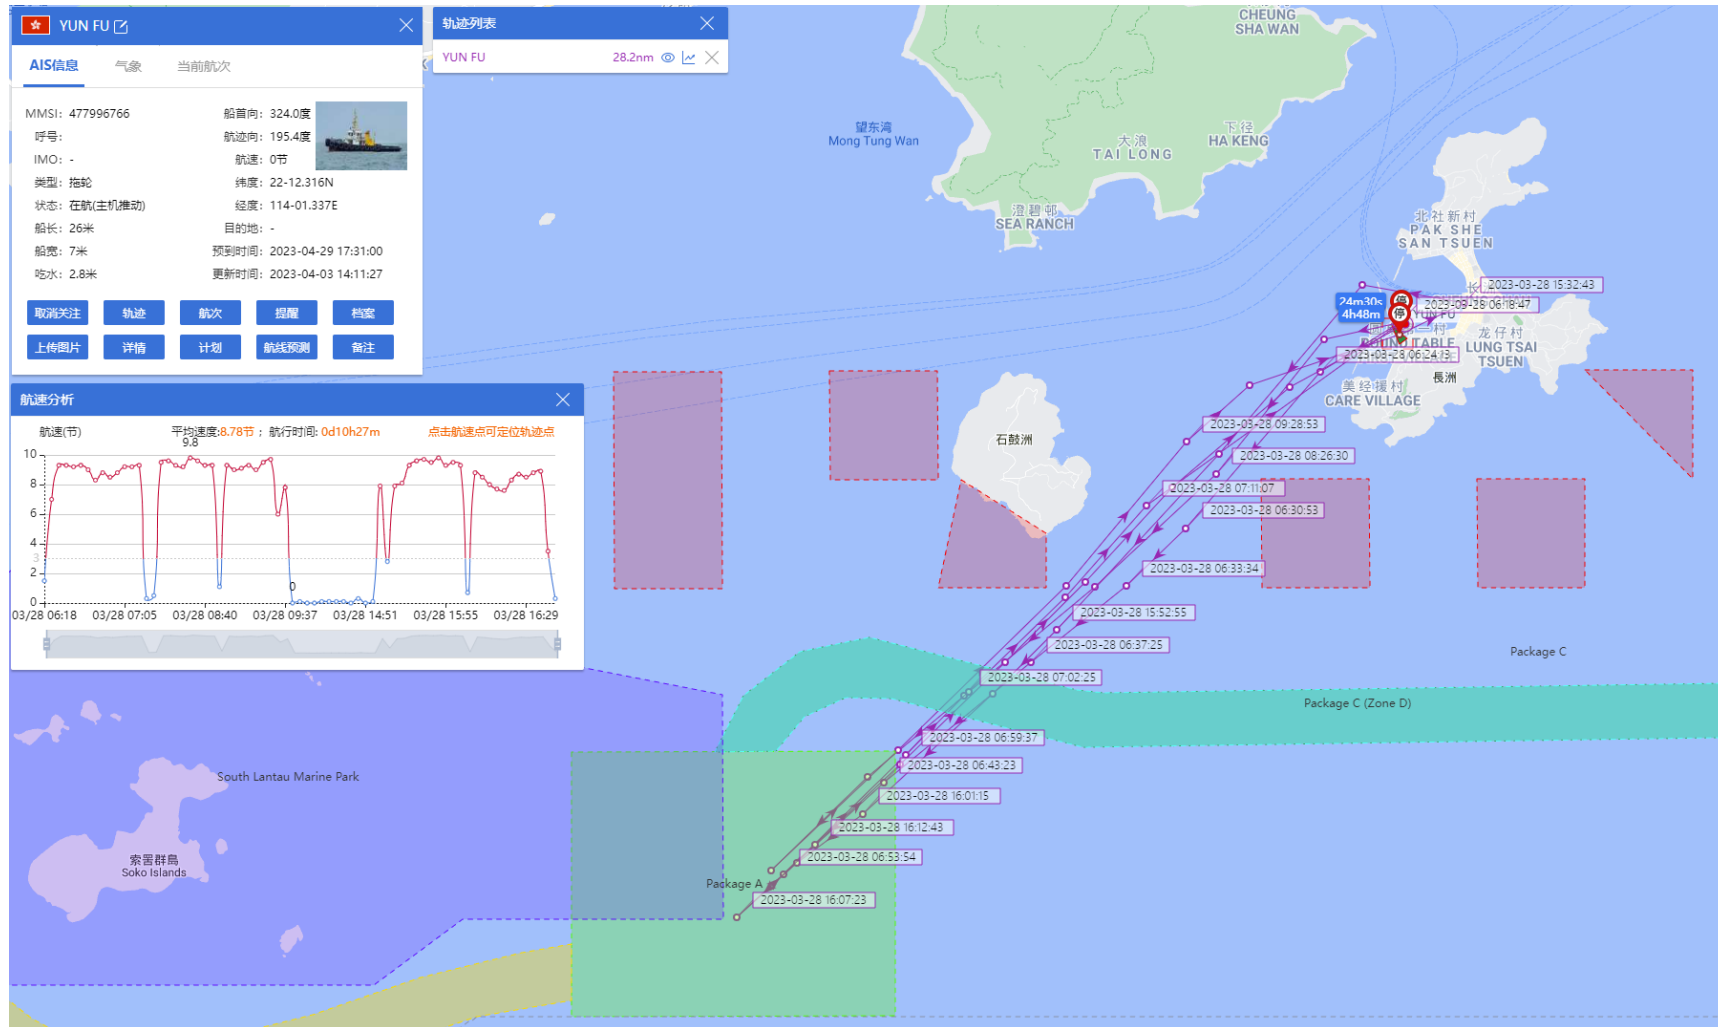 YUN FU
AIS信息 气象 当前航次
MMSI: 477996766 船首向: 324.0度
呼号: 航迹向: 195.4度
IMO: - 航速: 0节
类型: 拖轮 纬度: 22-12.316N
状态: 在航(主机推动) 经度: 114-01.337E
船长: 26米 目的地: -
船宽: 7米 预到时间: 2023-04-29 17:31:00
吃水: 2.8米 更新时间: 2023-04-03 14:11:27
取消关注 轨迹 航次 提醒 档案
上传图片 详情 计划 航线预测 备注
轨迹列表
YUN FU 28.2nm
航速分析
航速(节) 平均速度:8.78节 ; 航行时间: 0d10h27m 点击航速点可定位轨迹点
9.8
10
8
6
4
3
2
0
0
03/28 06:18 03/28 07:05 03/28 08:40 03/28 09:37 03/28 14:51 03/28 15:55 03/28 16:29
CHEUNG
SHA WAN
望东湾
Mong Tung Wan
大浪
TAI LONG
下径
HA KENG
澄碧邨
SEA RANCH
北社新村
PAK SHE
SAN TSUEN
长
2023-03-28 15:32:43
24m30s
停
2023-03-28 06:18:47
4h48m
停
YUN FU
村
ROUND TABLE
龙仔村
LUNG TSAI
TSUEN
2023-03-28 06:24:13
長洲
美经援村
CARE VILLAGE
石鼓洲
2023-03-28 09:28:53
2023-03-28 08:26:30
2023-03-28 07:11:07
2023-03-28 06:30:53
2023-03-28 06:33:34
2023-03-28 15:52:55
2023-03-28 06:37:25
Package C
2023-03-28 07:02:25
Package C (Zone D)
2023-03-28 06:59:37
2023-03-28 06:43:23
South Lantau Marine Park
2023-03-28 16:01:15
2023-03-28 16:12:43
2023-03-28 06:53:54
索罟群島
Soko Islands
Package A
2023-03-28 16:07:23